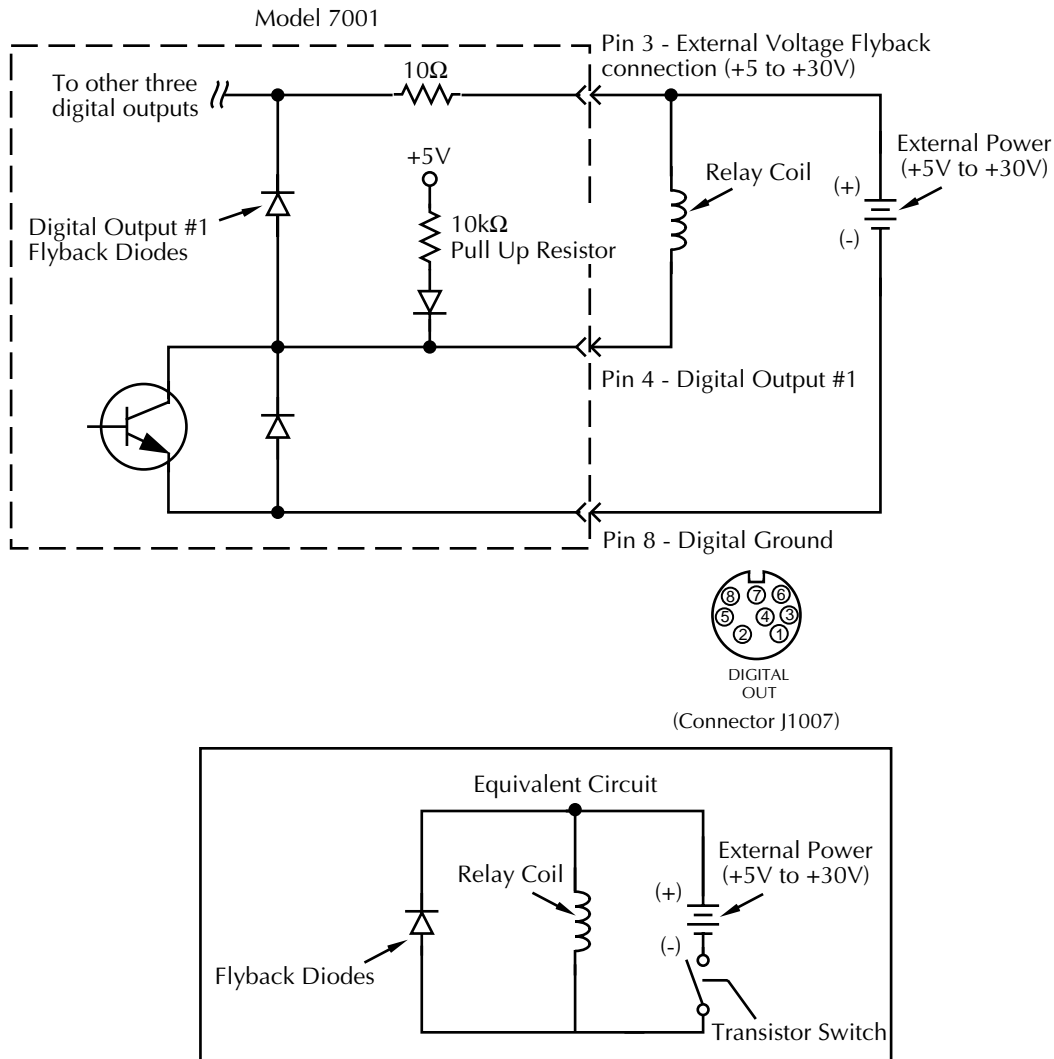 Model 7001
Pin 3 - External Voltage Flyback
connection (+5 to +30V)
To other three
digital outputs
10Ω
+5V
External Power
(+5V to +30V)
Relay Coil
(+)
(-)
Digital Output #1
Flyback Diodes
10kΩ
Pull Up Resistor
Pin 4 - Digital Output #1
Pin 8 - Digital Ground
8
7
6
5
4
3
2
1
DIGITAL
OUT
(Connector J1007)
Equivalent Circuit
Relay Coil
External Power
(+5V to +30V)
(+)
(-)
Flyback Diodes
Transistor Switch